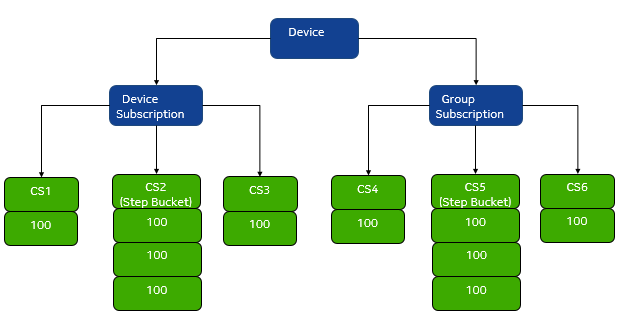 Device
Device
Subscription
Group
Subscription
CS1
100
CS2
(Step Bucket)
100
100
100
CS3
100
CS4
100
CS5
(Step Bucket)
100
100
100
CS6
100